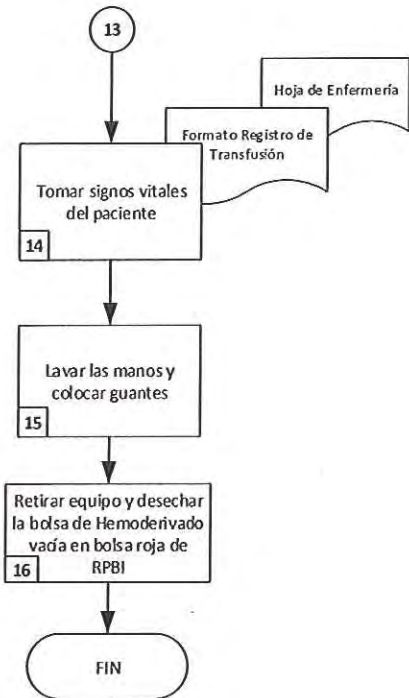 13
Hoja de Enfermería
Formato Registro de
Transfusión
Tomar signos vitales
del paciente
14
Lavar las manos y
colocar guantes
15
Retirar equipo y desechar
la bolsa de Hemoderivado
vacía en bolsa roja de
RPBI
16
FIN